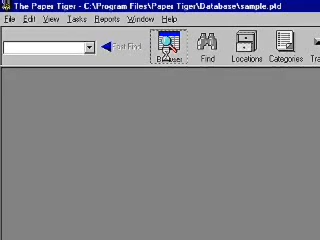 The Paper Tiger - C:\Program Files\Paper Tiger\Database\sample.ptd
File Edit View Tasks Reports Window Help
Fast Find
Browser Find Locations Categories